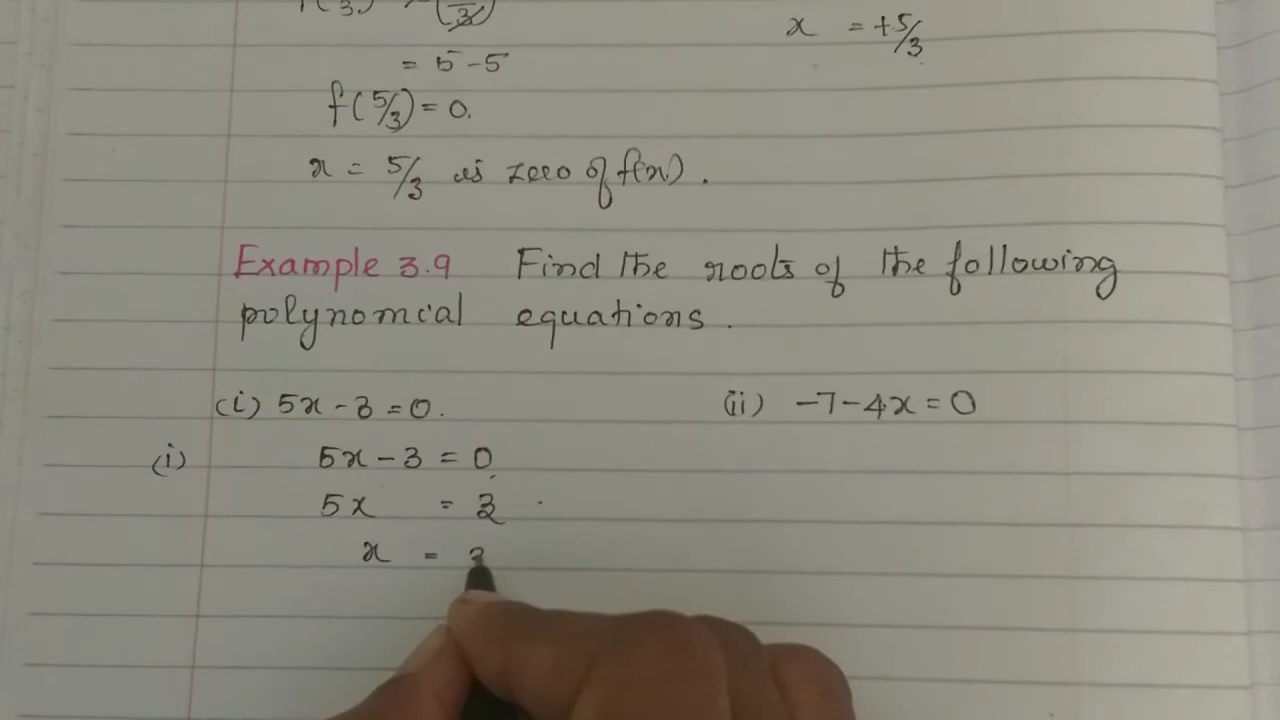 x = +5/3
= 5-5
f(5/3) = 0.
x = 5/3 is zero of f(x).
Example 3.9 Find the roots of the following
polynomial equations.
(i) 5x-3=0. (ii) -7-4x=0
(i) 5x-3 = 0
5x = 3
x = 3